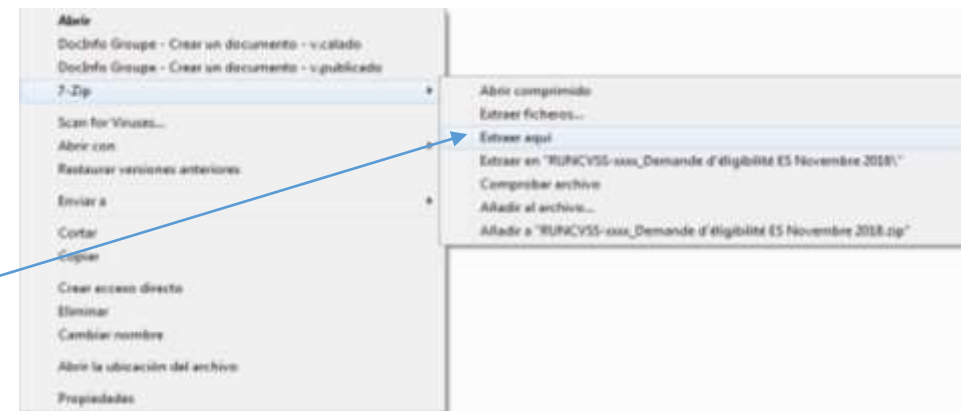 Abrir
DocInfo Groupe - Crear un documento - v.calado
DocInfo Groupe - Crear un documento - v.publicado
7-Zip
Scan for Viruses...
Abrir con
Restaurar versiones anteriores
Enviar a
Cortar
Copiar
Crear acceso directo
Eliminar
Cambiar nombre
Abrir la ubicación del archivo
Propiedades
Abrir comprimido
Extraer ficheros...
Extraer aquí
Extraer en "RUNCVSS-xxxx_Demande d'éligibilité ES Novembre 2018\"
Comprobar archivo
Añadir al archivo...
Añadir a "RUNCVSS-xxxx_Demande d'éligibilité ES Novembre 2018.zip"